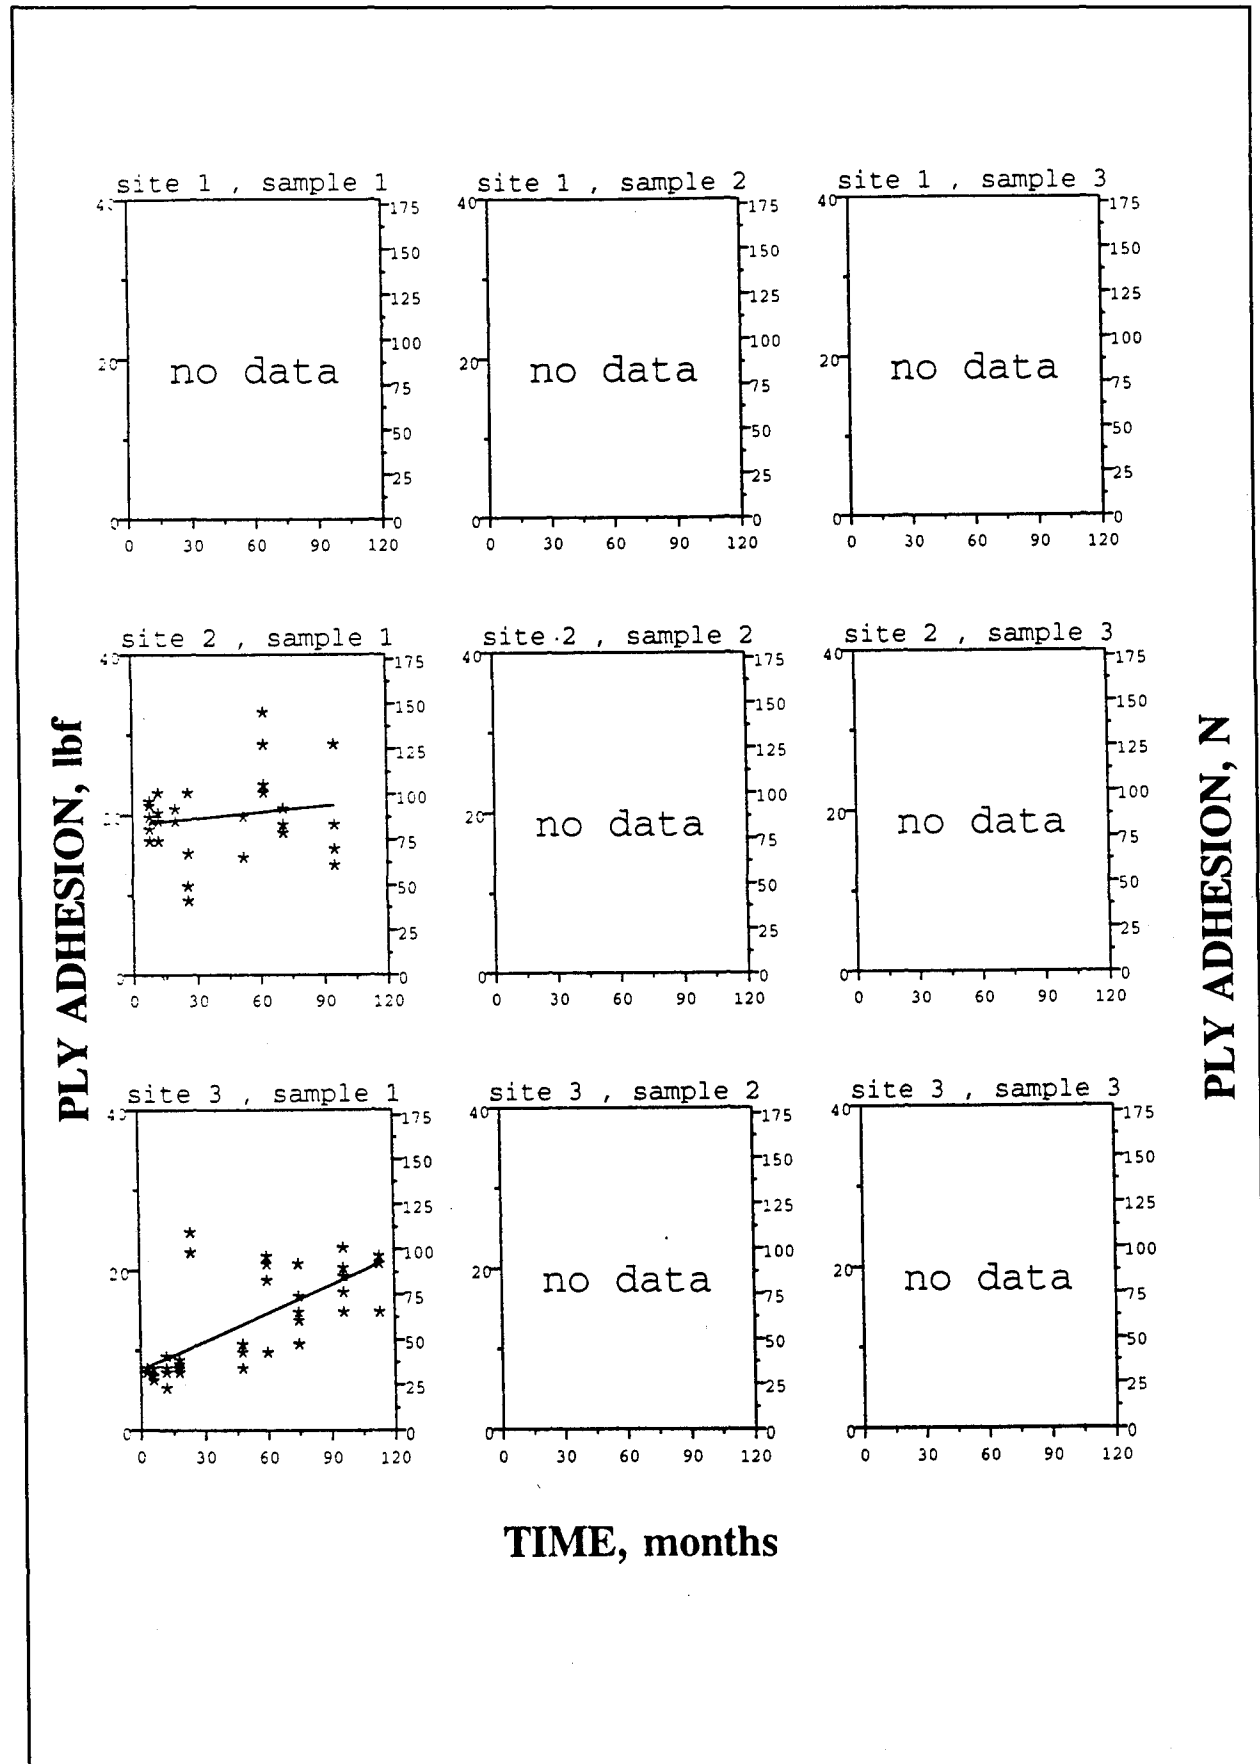 site 1 , sample 1
site 1 , sample 2
site 1 , sample 3
40 175 150 125 100 75 50 25 0
20 no data
0 30 60 90 120
40 20 0 175 150 125 100 75 50 25 0
no data
0 30 60 90 120
40 20 0 175 150 125 100 75 50 25 0
no data
0 30 60 90 120
site 2 , sample 1
site 2 , sample 2
site 2 , sample 3
40 175 150 125 100 75 50 25 0
0 30 60 90 120
40 20 0 175 150 125 100 75 50 25 0
no data
0 30 60 90 120
40 20 0 175 150 125 100 75 50 25 0
no data
0 30 60 90 120
PLY ADHESION, lbf
PLY ADHESION, N
site 3 , sample 1
site 3 , sample 2
site 3 , sample 3
40 20 0 175 150 125 100 75 50 25 0
0 30 60 90 120
40 20 0 175 150 125 100 75 50 25 0
no data
0 30 60 90 120
40 20 0 175 150 125 100 75 50 25 0
no data
0 30 60 90 120
TIME, months